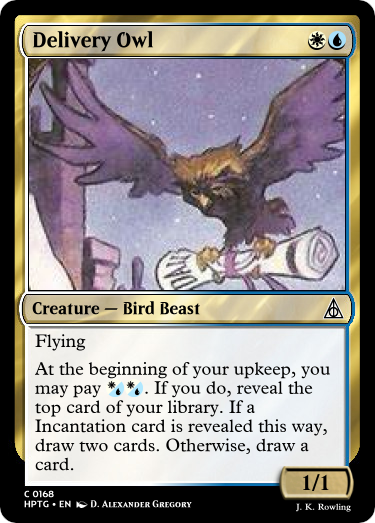 Delivery Owl
Creature — Bird Beast
Flying
At the beginning of your upkeep, you
may pay . If you do, reveal the
top card of your library. If a
Incantation card is revealed this way,
draw two cards. Otherwise, draw a
card.
1/1
C 0168
HPTG • EN D. Alexander Gregory
J. K. Rowling